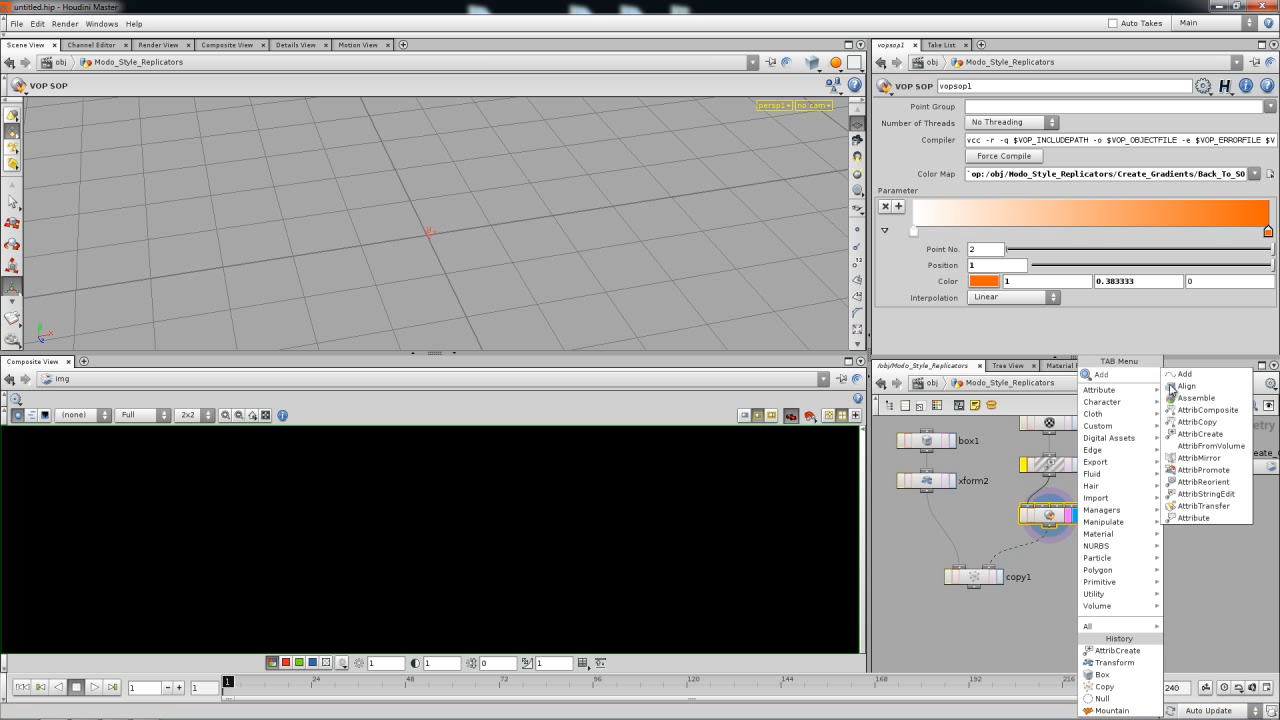 untitled.hip - Houdini Master
File Edit Render Windows Help
Auto Takes Main
Scene View Channel Editor Render View Composite View Details View Motion View
obj Modo_Style_Replicators
VOP SOP
persp1 no cam
vopsop1 Take List
obj Modo_Style_Replicators
VOP SOP vopsop1
Point Group
Number of Threads No Threading
Compiler vcc -r -q $VOP_INCLUDEPATH -o $VOP_OBJECTFILE -e $VOP_ERRORFILE $V
Force Compile
Color Map `op:/obj/Modo_Style_Replicators/Create_Gradients/Back_To_SO
Parameter
Point No. 2
Position 1
Color 1 0.383333 0
Interpolation Linear
Composite View
img
(none) Full 2x2
1 1 0 1
/obj/Modo_Style_Replicators Tree View Material
obj Modo_Style_Replicators
box1
xform2
copy1
TAB Menu
Add
Attribute
Character
Cloth
Custom
Digital Assets
Edge
Export
Fluid
Hair
Import
Managers
Manipulate
Material
NURBS
Particle
Polygon
Primitive
Utility
Volume
All
History
AttribCreate
Transform
Box
Copy
Null
Mountain
Add
Align
Assemble
AttribComposite
AttribCopy
AttribCreate
AttribFromVolume
AttribMirror
AttribPromote
AttribReorient
AttribStringEdit
AttribTransfer
Attribute
1 1 1 24 48 72 96 120 144 168 192 216 240
Auto Update